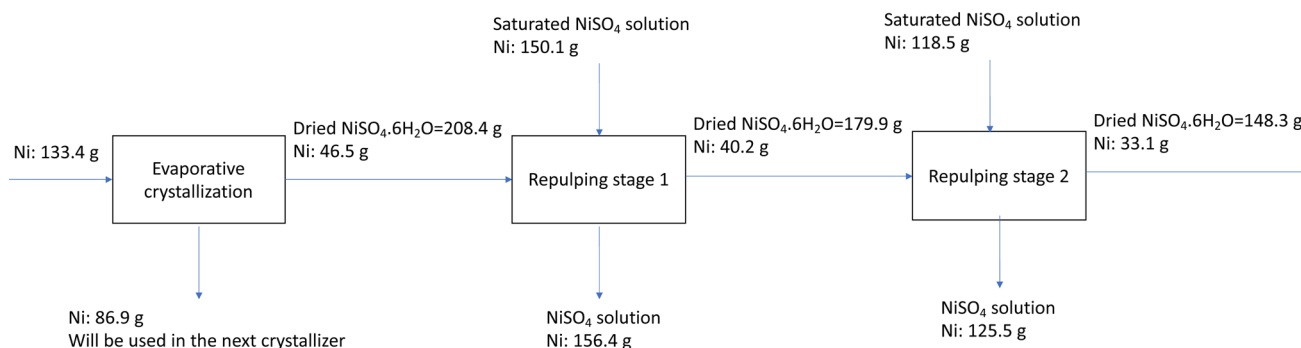 Saturated NiSO₄ solution
Ni: 150.1 g
Saturated NiSO₄ solution
Ni: 118.5 g
Ni: 133.4 g
Evaporative
crystallization
Dried NiSO₄.6H₂O=208.4 g
Ni: 46.5 g
Repulping stage 1
Dried NiSO₄.6H₂O=179.9 g
Ni: 40.2 g
Repulping stage 2
Dried NiSO₄.6H₂O=148.3 g
Ni: 33.1 g
Ni: 86.9 g
Will be used in the next crystallizer
NiSO₄ solution
Ni: 156.4 g
NiSO₄ solution
Ni: 125.5 g